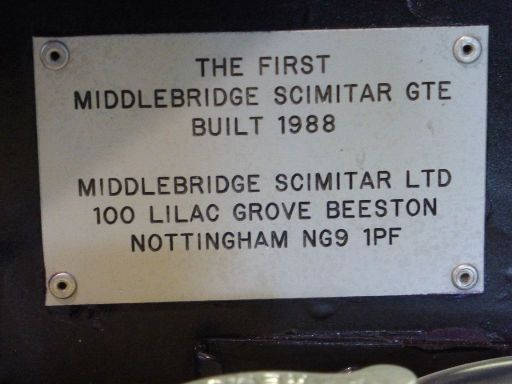 THE FIRST
MIDDLEBRIDGE SCIMITAR GTE
BUILT 1988
MIDDLEBRIDGE SCIMITAR LTD
100 LILAC GROVE BEESTON
NOTTINGHAM NG9 1PF